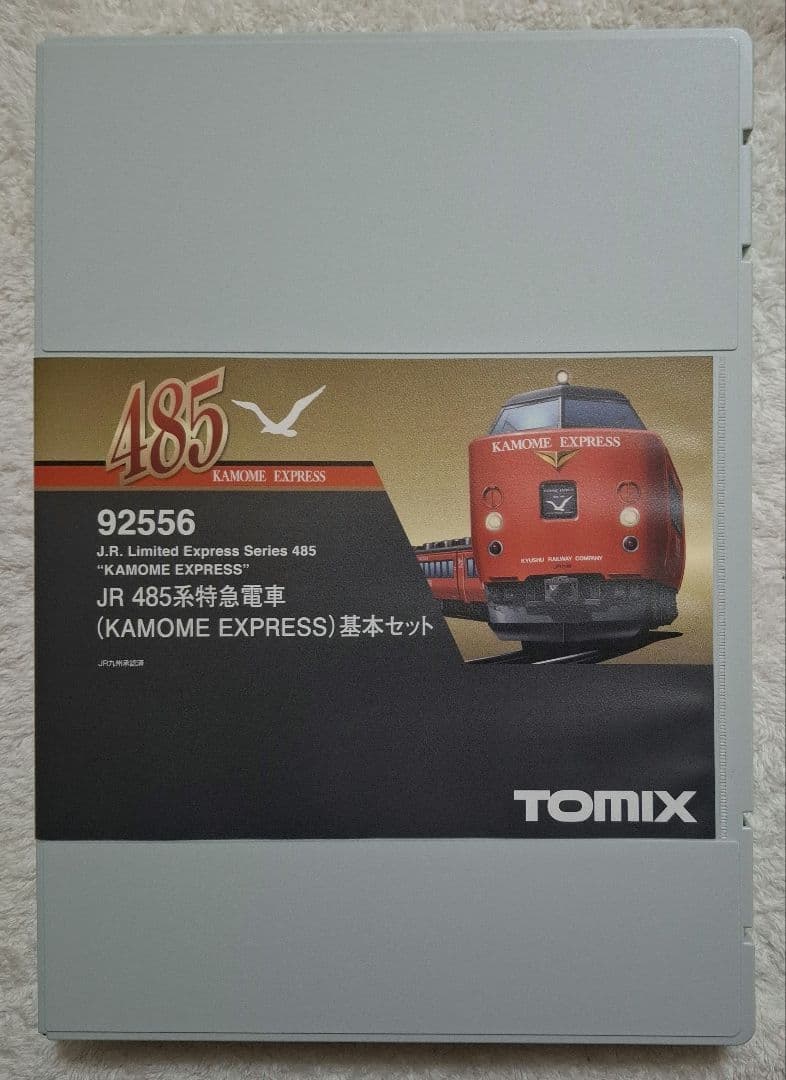 485
KAMOME EXPRESS
92556
J.R. Limited Express Series 485
“KAMOME EXPRESS”
JR 485系特急電車
(KAMOME EXPRESS)基本セット
JR九州承認済
KAMOME EXPRESS
KYUSHU RAILWAY COMPANY
TOMIX